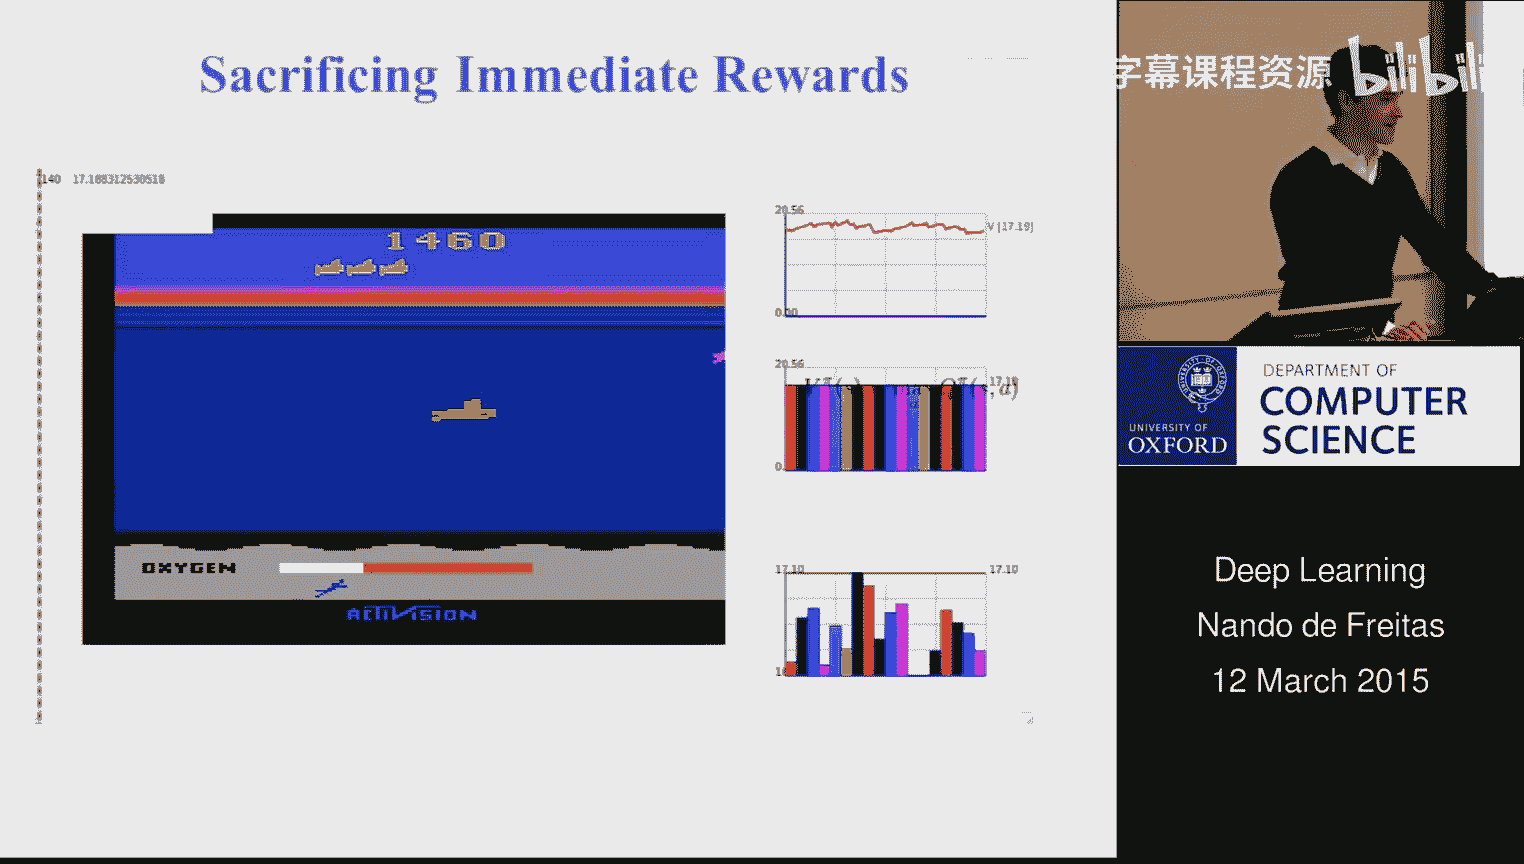 Sacrificing Immediate Rewards
字幕课程资源 bilibili
140 17.168312530518
1460
20.56
V [17.19]
0.00
20.56
17.18
OXYGEN
ACTIVISION
17.10
17.10
UNIVERSITY OF
OXFORD
DEPARTMENT OF
COMPUTER
SCIENCE
Deep Learning
Nando de Freitas
12 March 2015